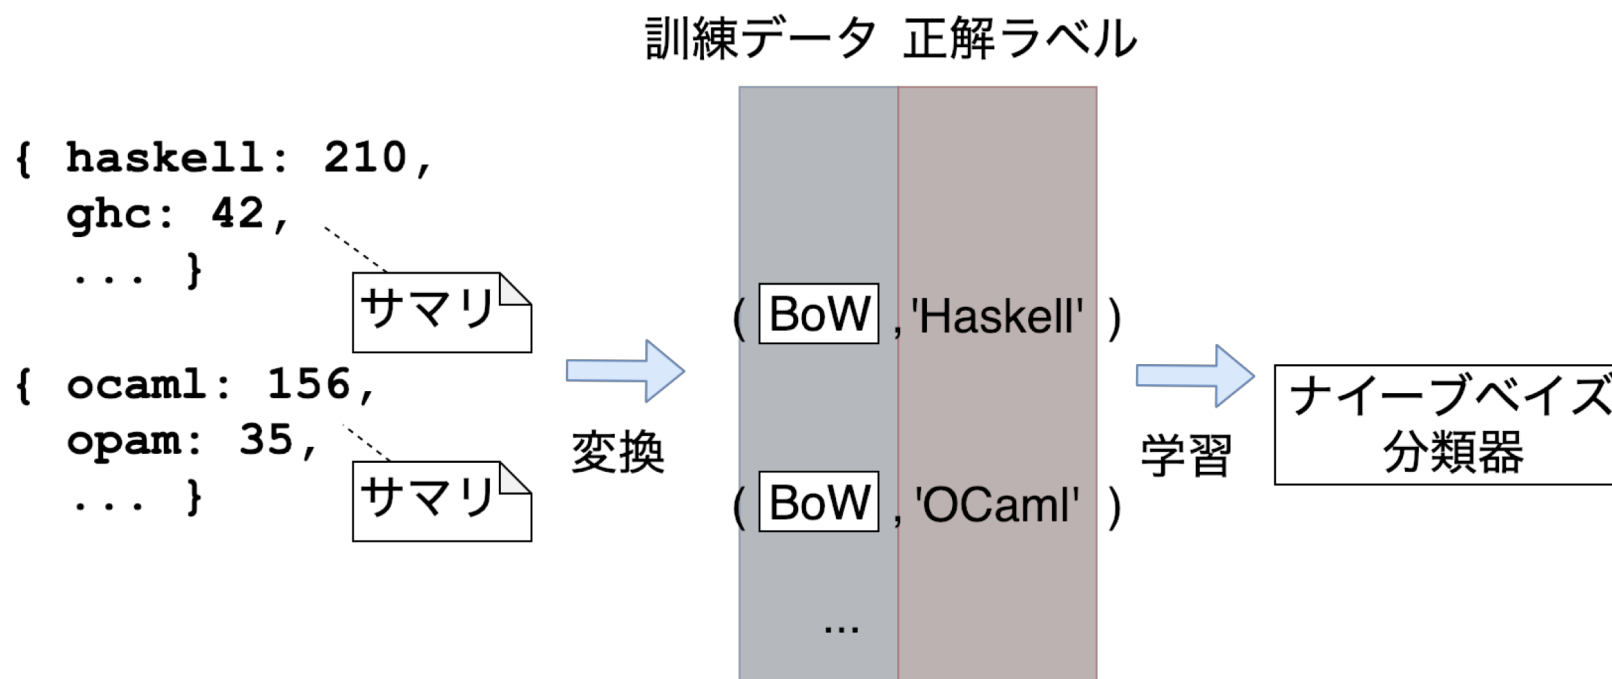 訓練データ 正解ラベル
{ haskell: 210,
ghc: 42,
... }
サマリ
{ ocaml: 156,
opam: 35,
... }
サマリ
変換
( BoW , 'Haskell' )
( BoW , 'OCaml' )
...
学習
ナイーブベイズ
分類器